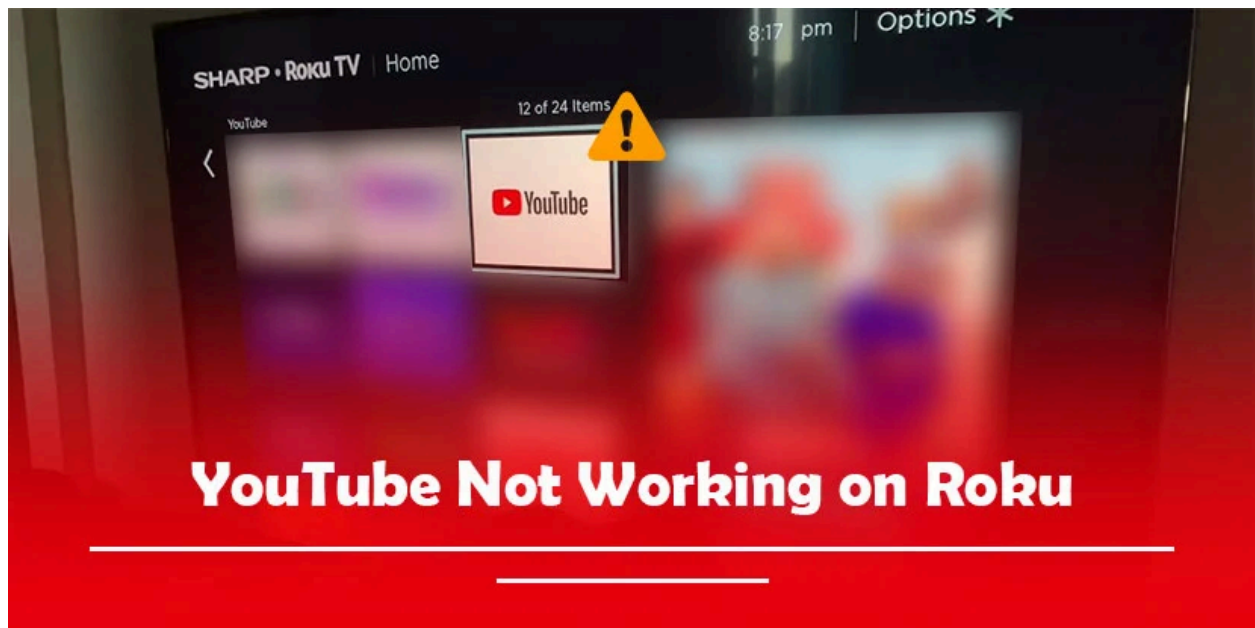 8:17 pm | Options
SHARP • Roku TV | Home
12 of 24 Items
YouTube
YouTube
YouTube Not Working on Roku